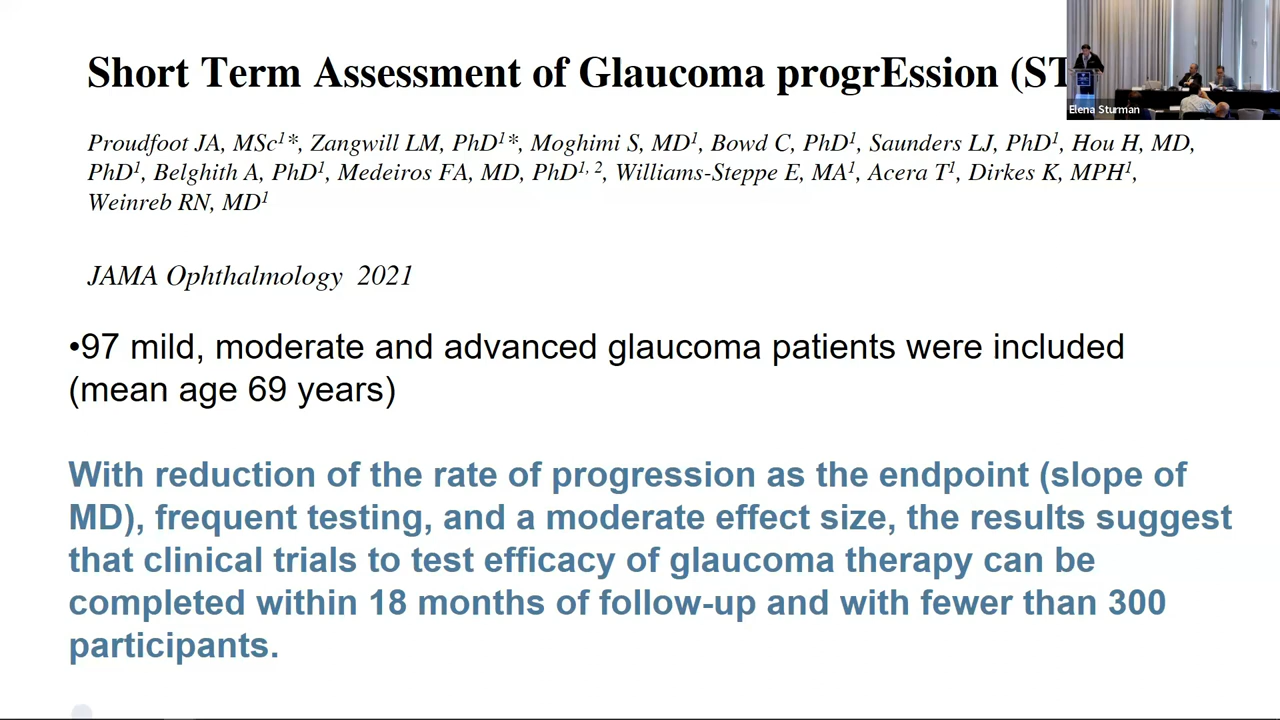 Short Term Assessment of Glaucoma progrEssion (ST
Elena Sturman
Proudfoot JA, MSc1*, Zangwill LM, PhD1*, Moghimi S, MD1, Bowd C, PhD1, Saunders LJ, PhD1, Hou H, MD,
PhD1, Belghith A, PhD1, Medeiros FA, MD, PhD1, 2, Williams-Steppe E, MA1, Acera T1, Dirkes K, MPH1,
Weinreb RN, MD1
JAMA Ophthalmology 2021
•97 mild, moderate and advanced glaucoma patients were included
(mean age 69 years)
With reduction of the rate of progression as the endpoint (slope of
MD), frequent testing, and a moderate effect size, the results suggest
that clinical trials to test efficacy of glaucoma therapy can be
completed within 18 months of follow-up and with fewer than 300
participants.